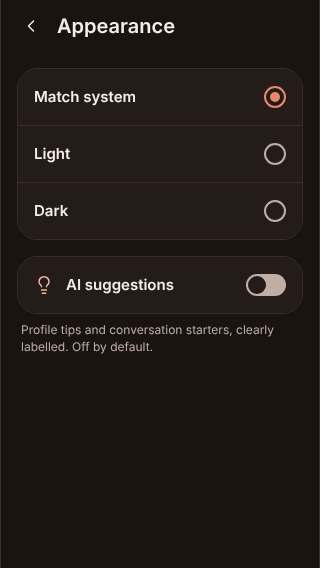 Appearance
Match system
Light
Dark
AI suggestions
Profile tips and conversation starters, clearly
labelled. Off by default.